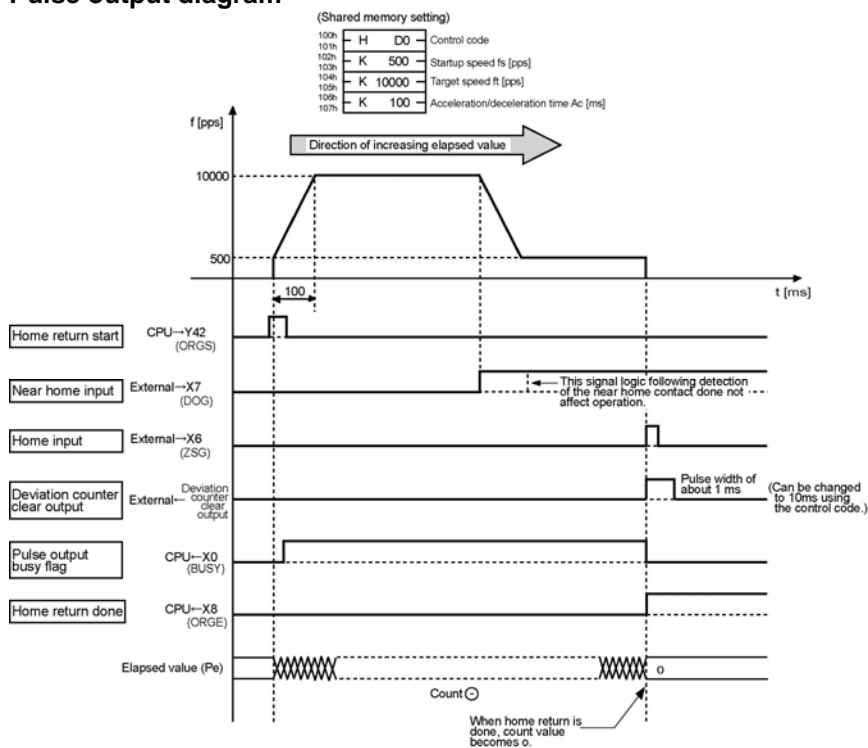 Pulse output diagram
(Shared memory setting)
100h
101h
H D0
Control code
102h
103h
K 500
Startup speed fs [pps]
104h
105h
K 10000
Target speed ft [pps]
106h
107h
K 100
Acceleration/deceleration time Ac [ms]
f [pps]
Direction of increasing elapsed value
10000
500
100
t [ms]
Home return start
CPU→Y42
(ORGS)
Near home input
External→X7
(DOG)
This signal logic following detection
of the near home contact done not
affect operation.
Home input
External→X6
(ZSG)
Deviation counter
clear output
External←
Deviation
counter
clear
output
Pulse width of
about 1 ms
(Can be changed
to 10ms using
the control code.)
Pulse output
busy flag
CPU←X0
(BUSY)
Home return done
CPU←X8
(ORGE)
Elapsed value (Pe)
o
Count ⊖
When home return is
done, count value
becomes o.